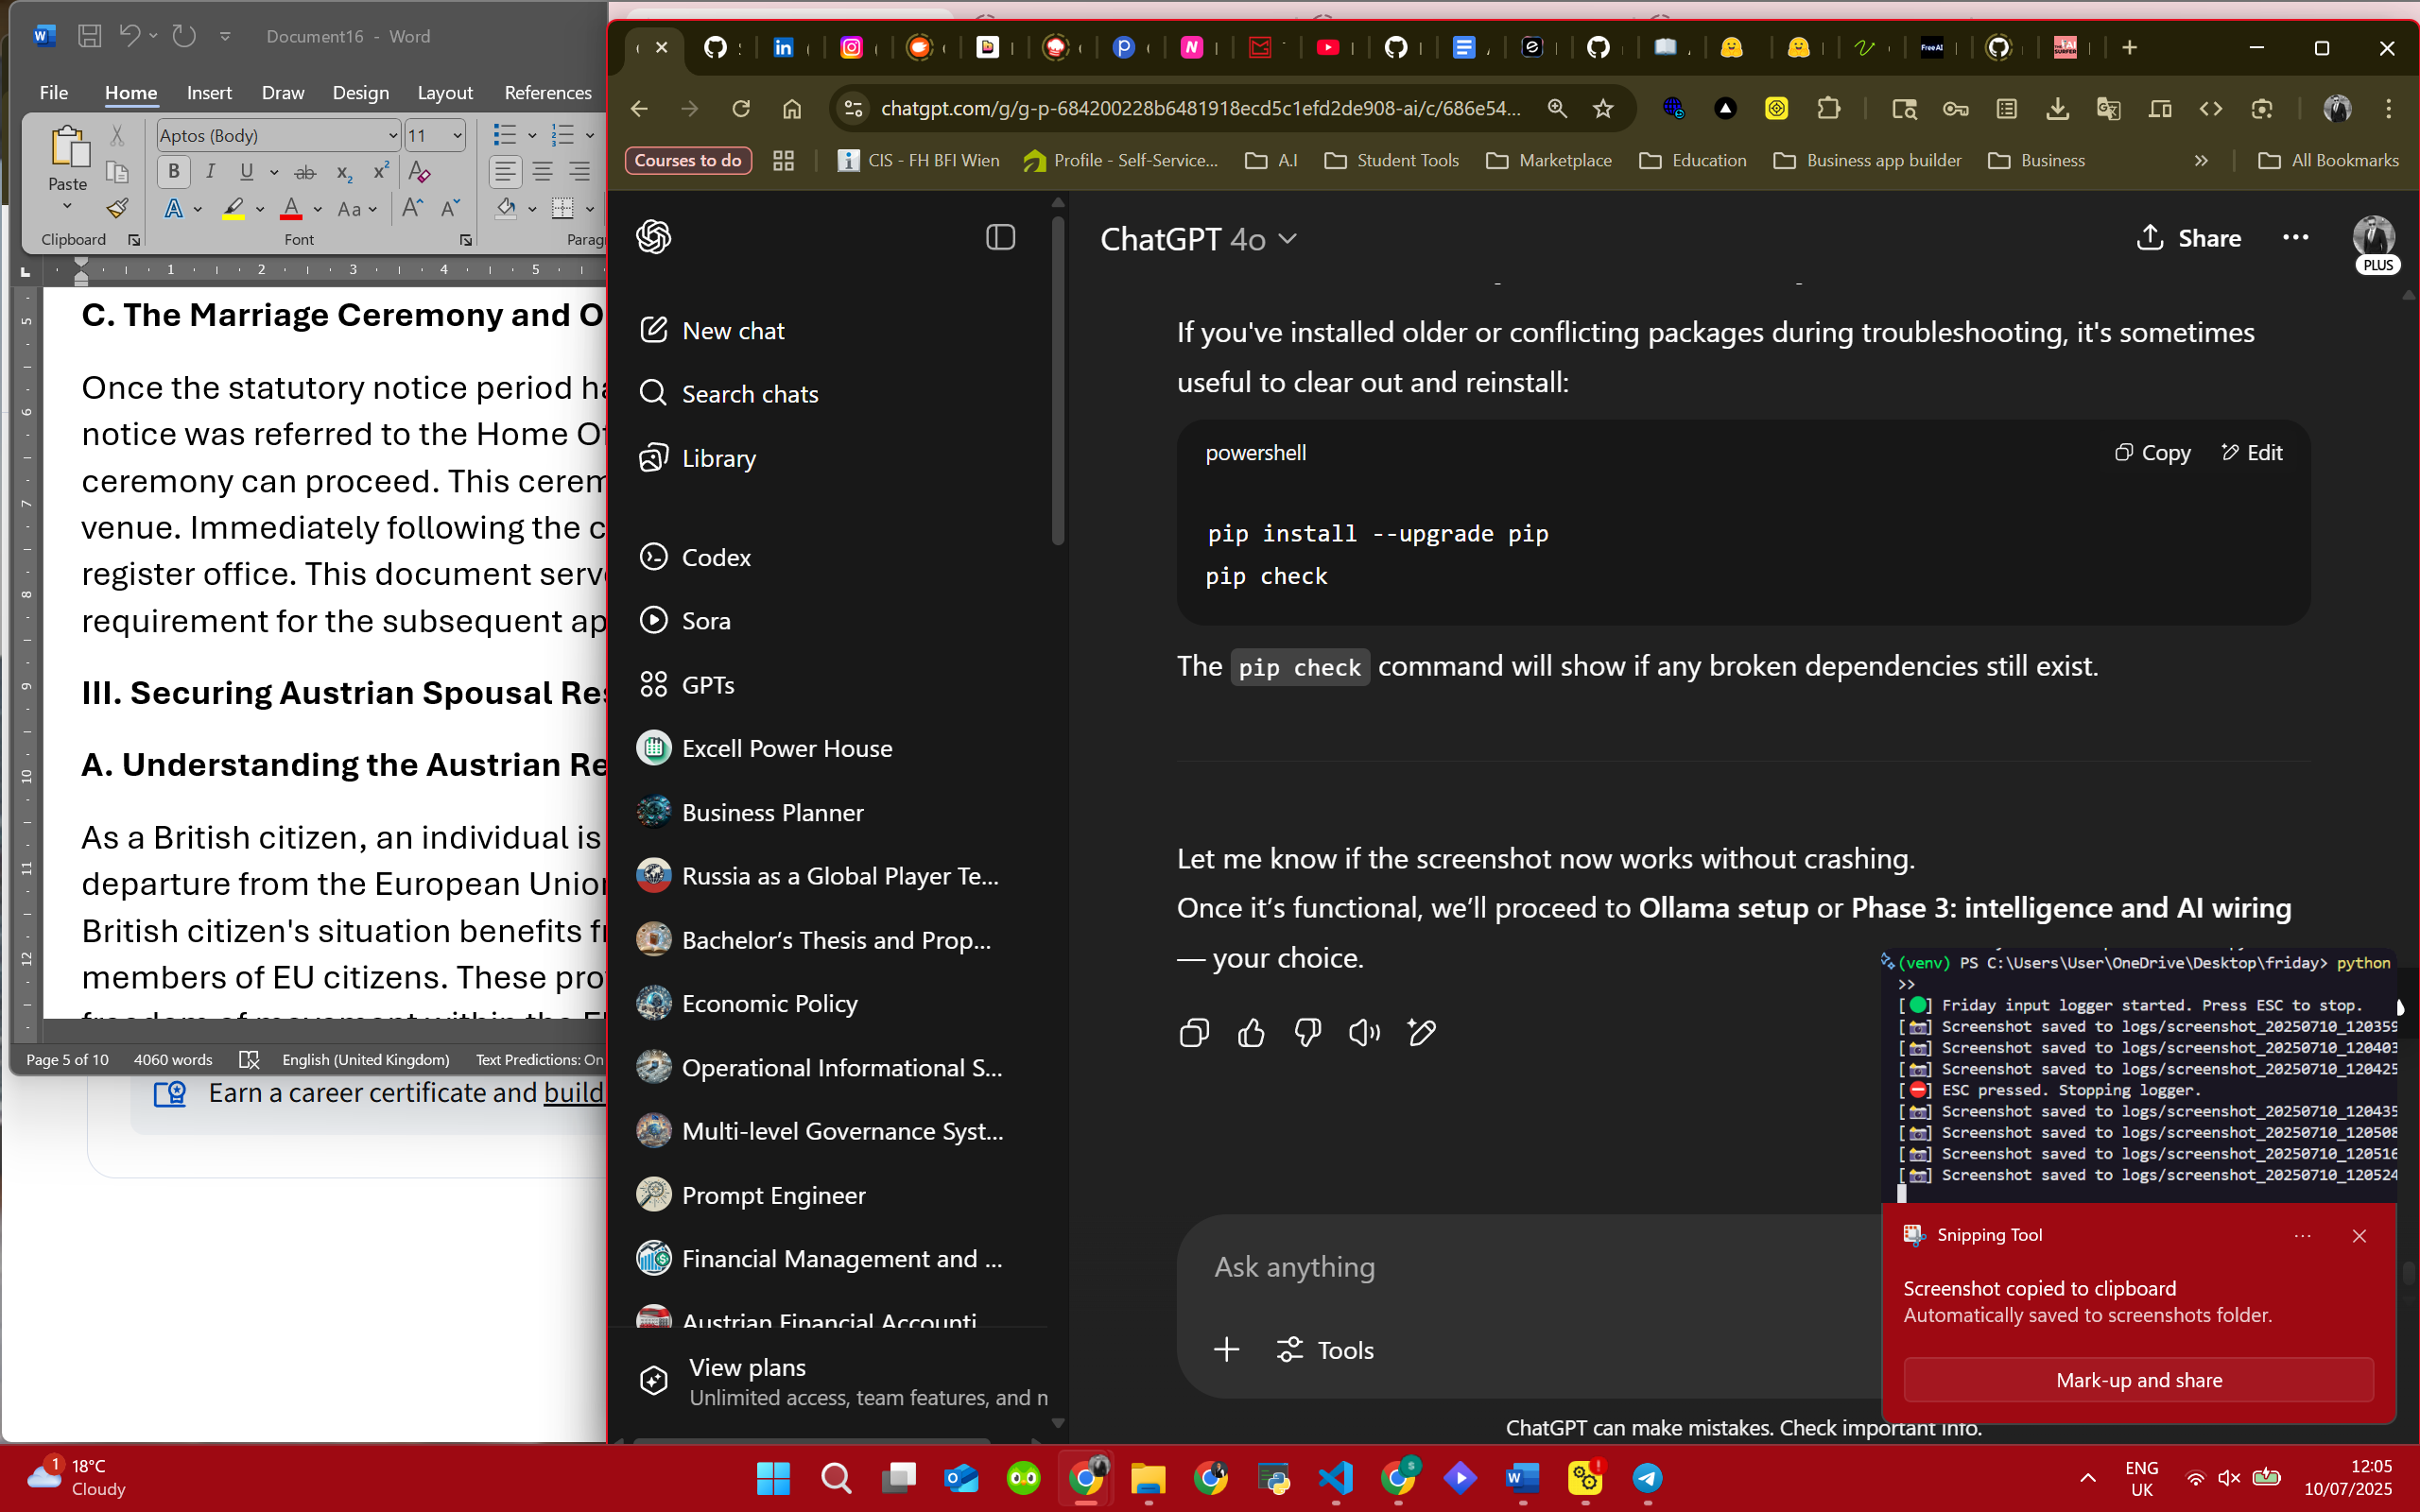 Document16 - Word
File Home Insert Draw Design Layout References
Aptos (Body) 11
Paste
Clipboard Font
C. The Marriage Ceremony and O
Once the statutory notice period ha
notice was referred to the Home Of
ceremony can proceed. This cerem
venue. Immediately following the c
register office. This document serv
requirement for the subsequent ap
III. Securing Austrian Spousal Res
A. Understanding the Austrian Re
As a British citizen, an individual is
departure from the European Union
British citizen's situation benefits fr
members of EU citizens. These pro
Page 5 of 10 4060 words English (United Kingdom) Text Predictions: On
Earn a career certificate and build
chatgpt.com/g/g-p-684200228b6481918ecd5c1efd2de908-ai/c/686e54...
Courses to do CIS - FH BFI Wien Profile - Self-Service... A.I Student Tools Marketplace Education Business app builder Business » All Bookmarks
New chat
Search chats
Library
Codex
Sora
GPTs
Excell Power House
Business Planner
Russia as a Global Player Te...
Bachelor’s Thesis and Prop...
Economic Policy
Operational Informational S...
Multi-level Governance Syst...
Prompt Engineer
Financial Management and ...
Austrian Financial Accounti
View plans
Unlimited access, team features, and
ChatGPT 4o
Share
PLUS
If you've installed older or conflicting packages during troubleshooting, it's sometimes
useful to clear out and reinstall:
powershell Copy Edit
pip install --upgrade pip
pip check
The pip check command will show if any broken dependencies still exist.
Let me know if the screenshot now works without crashing.
Once it’s functional, we’ll proceed to Ollama setup or Phase 3: intelligence and AI wiring
— your choice.
Ask anything
Tools
ChatGPT can make mistakes. Check important info.
(venv) PS C:\Users\User\OneDrive\Desktop\friday> python
>>
[🟢] Friday input logger started. Press ESC to stop.
[📸] Screenshot saved to logs/screenshot_20250710_120359
[📸] Screenshot saved to logs/screenshot_20250710_120403
[📸] Screenshot saved to logs/screenshot_20250710_120425
[⛔] ESC pressed. Stopping logger.
[📸] Screenshot saved to logs/screenshot_20250710_120435
[📸] Screenshot saved to logs/screenshot_20250710_120508
[📸] Screenshot saved to logs/screenshot_20250710_120516
[📸] Screenshot saved to logs/screenshot_20250710_120524
Snipping Tool
Screenshot copied to clipboard
Automatically saved to screenshots folder.
Mark-up and share
1
18°C
Cloudy
ENG
UK
12:05
10/07/2025